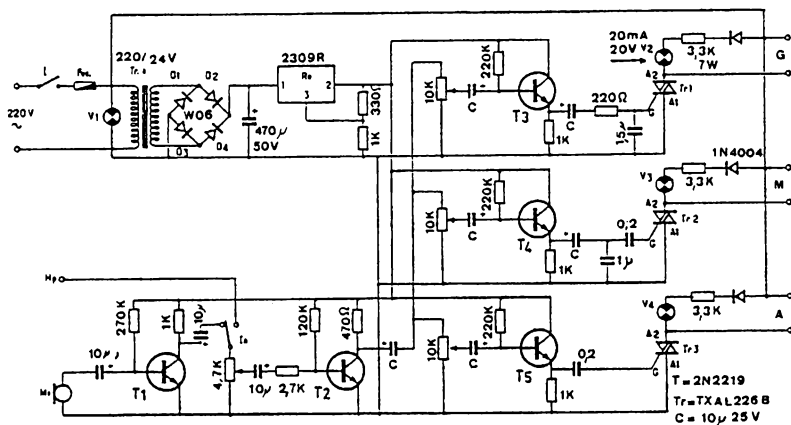 220/24V
Tr. a
I
Fus.
220V
~
V1
D1
D2
W06
D3
D4
470µ
50V
2309R
1
Re
2
3
330Ω
1K
10K
C
220K
T3
1K
C
220Ω
1,5µ
20mA
20V
V2
3,3K
7W
A2
Tr1
G
A1
G
10K
C
220K
T4
1K
C
0,2
1µ
V3
1N4004
3,3K
A2
Tr2
G
A1
M
Hp
270K
1K
10µ
Is
120K
470Ω
10µ
Mi
T1
4,7K
10µ
2,7K
T2
C
10K
C
220K
T5
1K
0,2
V4
3,3K
A2
Tr3
G
A1
A
T=2N2219
Tr=TXAL226B
C=10µ 25V